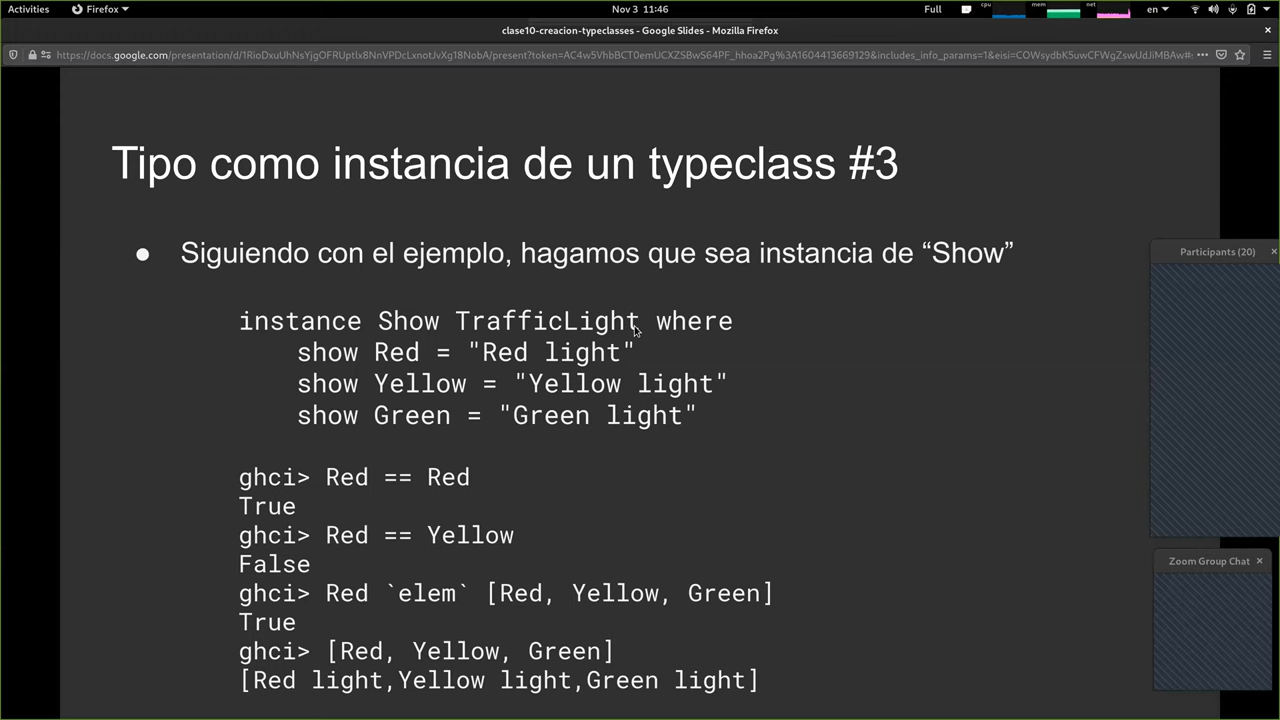 Activities
Firefox
Nov 3 11:46
Full
cpu
mem
net
en
clase10-creacion-typeclasses - Google Slides - Mozilla Firefox
Tipo como instancia de un typeclass #3
● Siguiendo con el ejemplo, hagamos que sea instancia de “Show”
instance Show TrafficLight where
show Red = "Red light"
show Yellow = "Yellow light"
show Green = "Green light"
ghci> Red == Red
True
ghci> Red == Yellow
False
ghci> Red `elem` [Red, Yellow, Green]
True
ghci> [Red, Yellow, Green]
[Red light,Yellow light,Green light]
Participants (20)
Zoom Group Chat